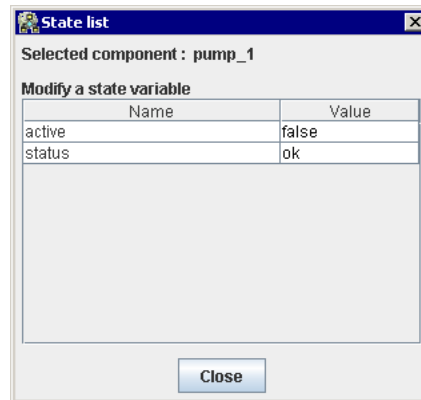 State list
Selected component : pump_1
Modify a state variable
Name Value
active false
status ok
Close